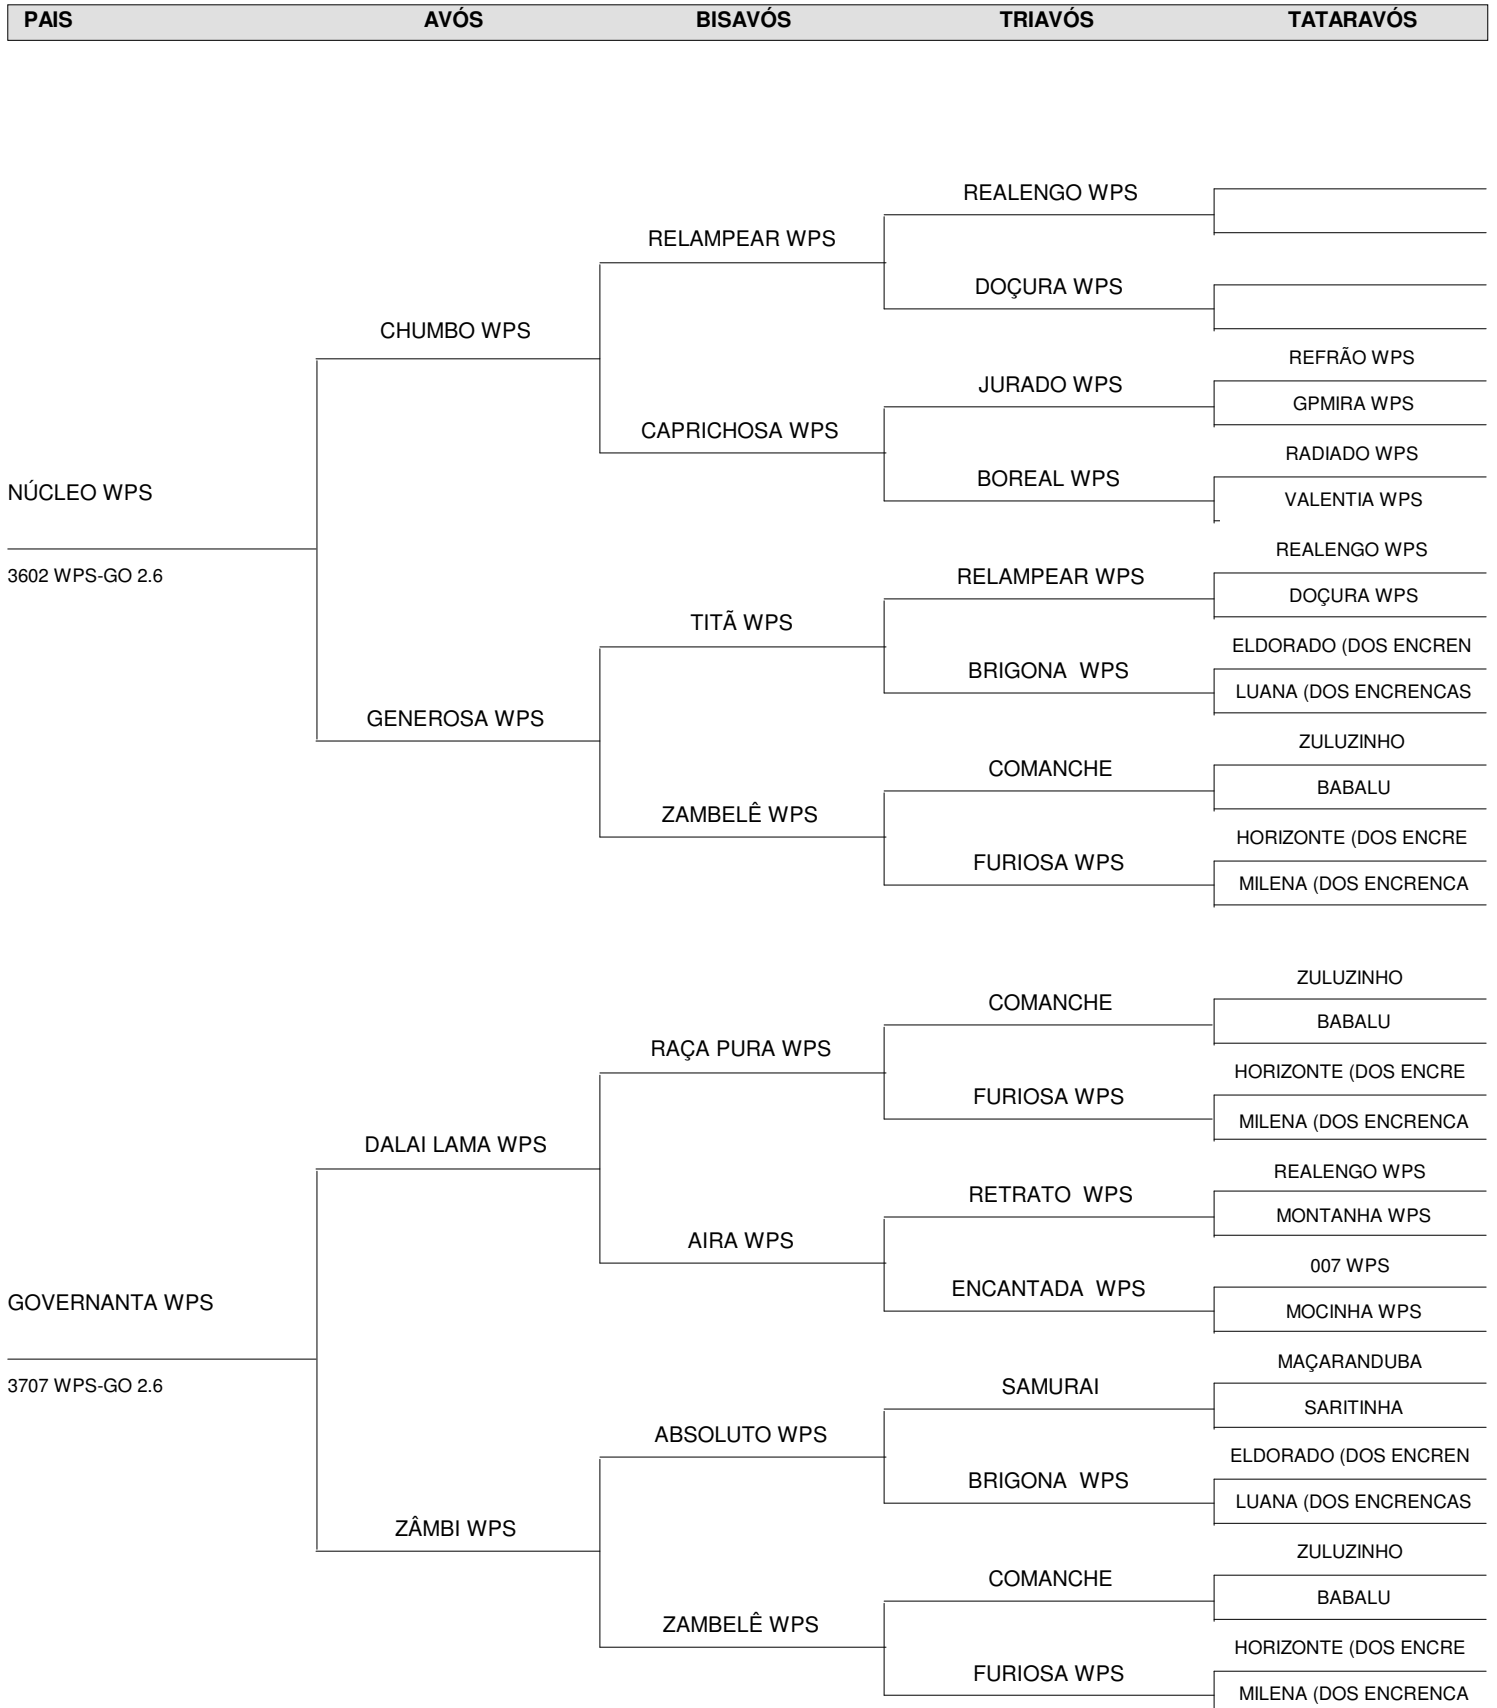 PAIS AVÓS BISAVÓS TRIAVÓS TATARAVÓS
REALENGO WPS
RELAMPEAR WPS
DOÇURA WPS
CHUMBO WPS
REFRÃO WPS
JURADO WPS
GPMIRA WPS
CAPRICHOSA WPS
RADIADO WPS
BOREAL WPS
NÚCLEO WPS
VALENTIA WPS
REALENGO WPS
3602 WPS-GO 2.6
RELAMPEAR WPS
DOÇURA WPS
TITÃ WPS
ELDORADO (DOS ENCREN
BRIGONA  WPS
LUANA (DOS ENCRENCAS
GENEROSA WPS
ZULUZINHO
COMANCHE
BABALU
ZAMBELÊ WPS
HORIZONTE (DOS ENCRE
FURIOSA WPS
MILENA (DOS ENCRENCA
ZULUZINHO
COMANCHE
BABALU
RAÇA PURA WPS
HORIZONTE (DOS ENCRE
FURIOSA WPS
MILENA (DOS ENCRENCA
DALAI LAMA WPS
REALENGO WPS
RETRATO  WPS
MONTANHA WPS
AIRA WPS
007 WPS
ENCANTADA  WPS
GOVERNANTA WPS
MOCINHA WPS
MAÇARANDUBA
3707 WPS-GO 2.6
SAMURAI
SARITINHA
ABSOLUTO WPS
ELDORADO (DOS ENCREN
BRIGONA  WPS
LUANA (DOS ENCRENCAS
ZÂMBI WPS
ZULUZINHO
COMANCHE
BABALU
ZAMBELÊ WPS
HORIZONTE (DOS ENCRE
FURIOSA WPS
MILENA (DOS ENCRENCA